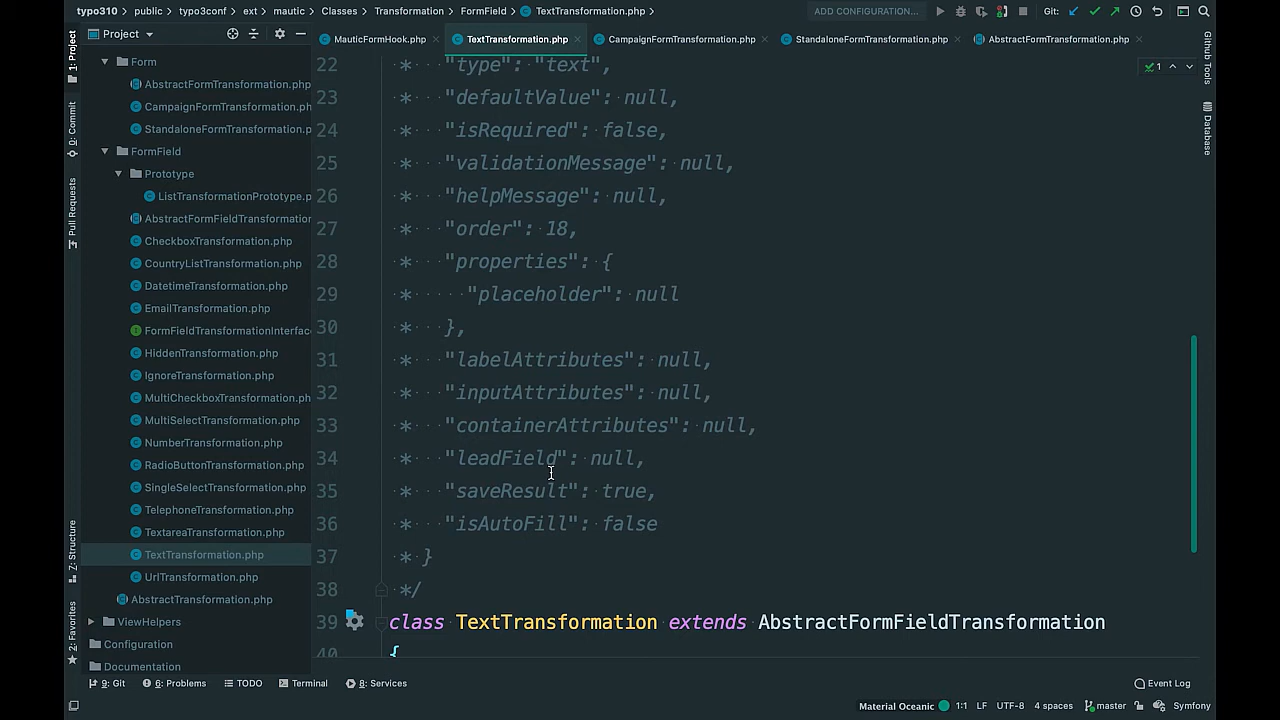 typo310 > public > typo3conf > ext > mautic > Classes > Transformation > FormField > TextTransformation.php >
ADD CONFIGURATION...
Git:
Project
MauticFormHook.php
TextTransformation.php
CampaignFormTransformation.php
StandaloneFormTransformation.php
AbstractFormTransformation.php
1: Project
0: Commit
Pull Requests
Z: Structure
2: Favorites
Form
AbstractFormTransformation.php
CampaignFormTransformation.php
StandaloneFormTransformation.p
FormField
Prototype
ListTransformationPrototype.p
AbstractFormFieldTransformation
CheckboxTransformation.php
CountryListTransformation.php
DatetimeTransformation.php
EmailTransformation.php
FormFieldTransformationInterfac
HiddenTransformation.php
IgnoreTransformation.php
MultiCheckboxTransformation.php
MultiSelectTransformation.php
NumberTransformation.php
RadioButtonTransformation.php
SingleSelectTransformation.php
TelephoneTransformation.php
TextareaTransformation.php
TextTransformation.php
UrlTransformation.php
AbstractTransformation.php
ViewHelpers
Configuration
Documentation
22 * "type": "text",
23 * "defaultValue": null,
24 * "isRequired": false,
25 * "validationMessage": null,
26 * "helpMessage": null,
27 * "order": 18,
28 * "properties": {
29 * "placeholder": null
30 * },
31 * "labelAttributes": null,
32 * "inputAttributes": null,
33 * "containerAttributes": null,
34 * "leadField": null,
35 * "saveResult": true,
36 * "isAutoFill": false
37 * }
38 */
39 class TextTransformation extends AbstractFormFieldTransformation
40 {
1
Github Tools
Database
9: Git
6: Problems
TODO
Terminal
8: Services
Event Log
Material Oceanic
1:1
LF
UTF-8
4 spaces
master
Symfony